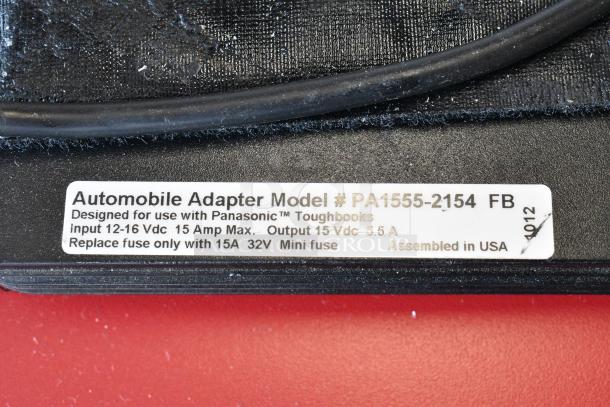 Automobile Adapter Model # PA1555-2154 FB
Designed for use with Panasonic™ Toughbooks
Input 12-16 Vdc 15 Amp Max. Output 15 Vdc 5.5 A
Replace fuse only with 15A 32V Mini fuse Assembled in USA
1012